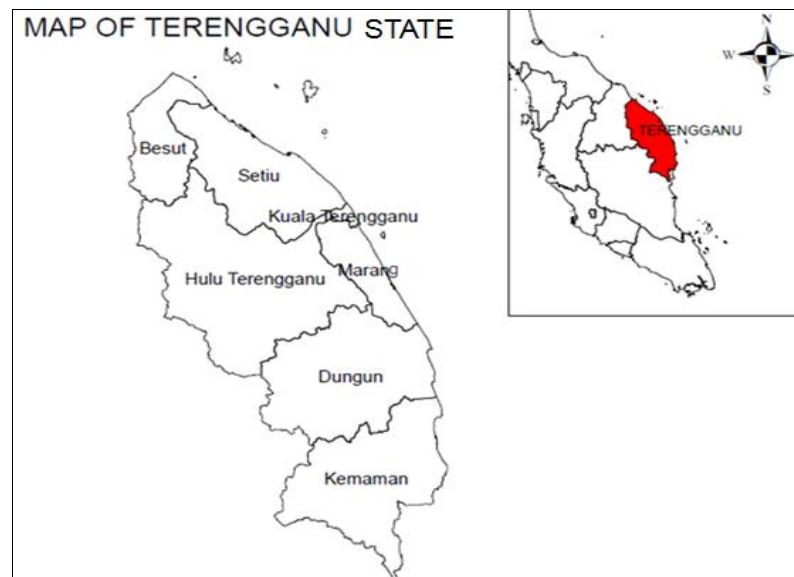 MAP OF TERENGGANU STATE
N
W
S
TERENGGANU
Besut
Setiu
Kuala Terengganu
Hulu Terengganu
Marang
Dungun
Kemaman